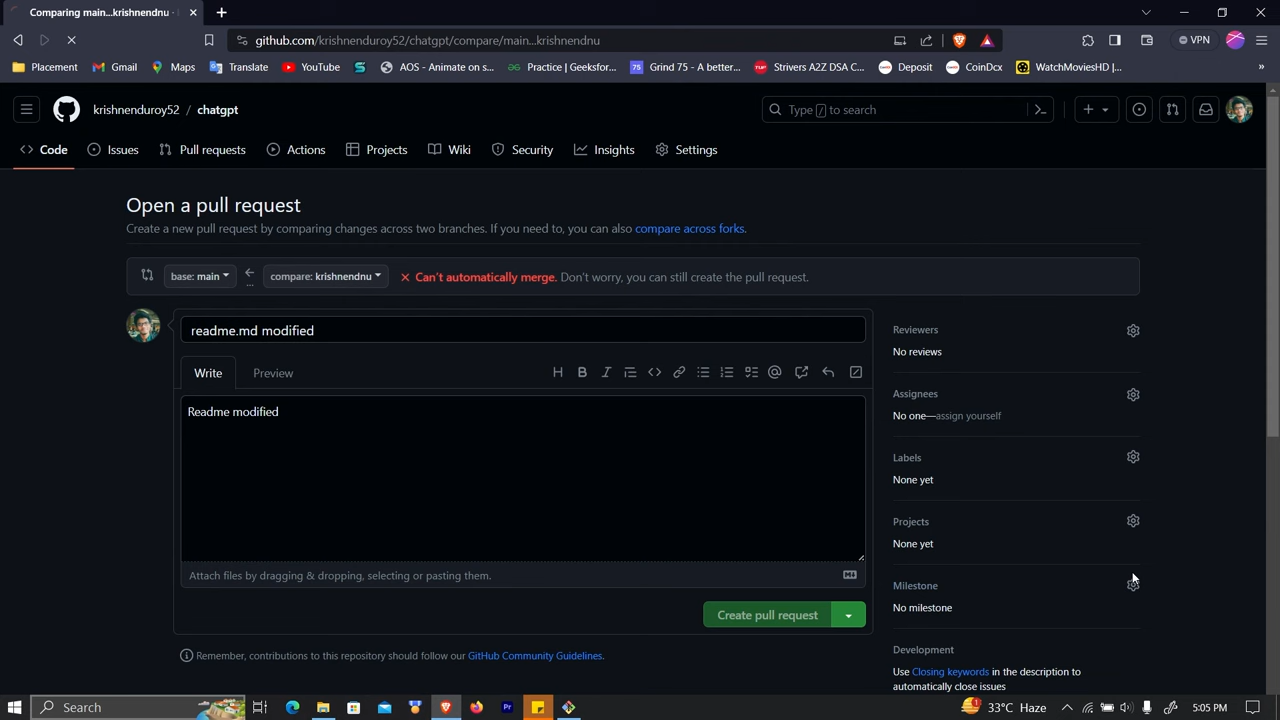 Comparing main...krishnendnu ·
github.com/krishnenduroy52/chatgpt/compare/main...krishnendnu
VPN
Placement
Gmail
Maps
Translate
YouTube
AOS - Animate on s...
Practice | Geeksfor...
75 Grind 75 - A better...
TUF Strivers A2Z DSA C...
Deposit
CoinDcx
WatchMoviesHD |...
»
krishnenduroy52 / chatgpt
Type / to search
Code
Issues
Pull requests
Actions
Projects
Wiki
Security
Insights
Settings
Open a pull request
Create a new pull request by comparing changes across two branches. If you need to, you can also compare across forks.
base: main
...
compare: krishnendnu
Can't automatically merge. Don't worry, you can still create the pull request.
readme.md modified
Write
Preview
Readme modified
Attach files by dragging & dropping, selecting or pasting them.
Create pull request
Remember, contributions to this repository should follow our GitHub Community Guidelines.
Reviewers
No reviews
Assignees
No one—assign yourself
Labels
None yet
Projects
None yet
Milestone
No milestone
Development
Use Closing keywords in the description to
automatically close issues
Search
Pr
33°C Haze
5:05 PM